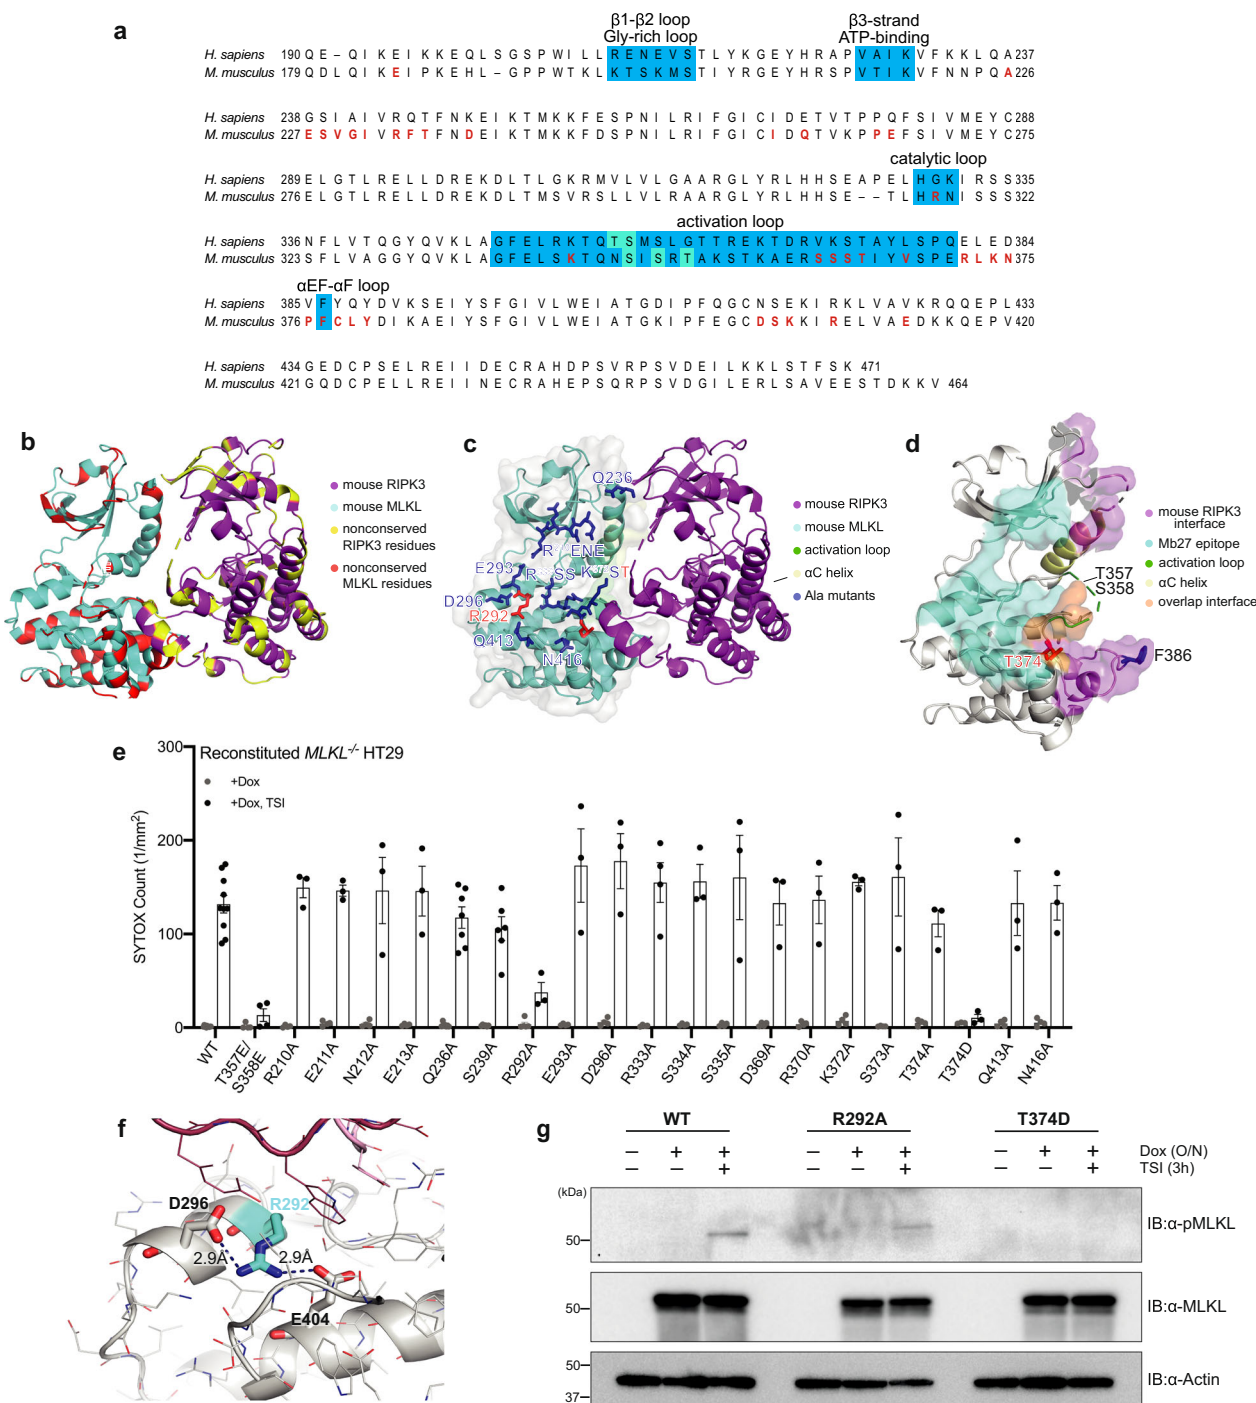 a
β1-β2 loop
Gly-rich loop
β3-strand
ATP-binding
H. sapiens 190 Q E – Q I K E I K K E Q L S G S P W I L L R E N E V S T L Y K G E Y H R A P V A I K V F K K L Q A 237
M. musculus 179 Q D L Q I K E I P K E H L – G P P W T K L K T S K M S T I Y R G E Y H R S P V T I K V F N N P Q A 226
H. sapiens 238 G S I A I V R Q T F N K E I K T M K K F E S P N I L R I F G I C I D E T V T P P Q F S I V M E Y C 288
M. musculus 227 E S V G I V R F T F N D E I K T M K K F D S P N I L R I F G I C I D Q T V K P P E F S I V M E Y C 275
catalytic loop
H. sapiens 289 E L G T L R E L L D R E K D L T L G K R M V L V L G A A R G L Y R L H H S E A P E L H G K I R S S 335
M. musculus 276 E L G T L R E L L D R E K D L T M S V R S L L V L R A A R G L Y R L H H S E – – T L H R N I S S S 322
activation loop
H. sapiens 336 N F L V T Q G Y Q V K L A G F E L R K T Q T S M S L G T T R E K T D R V K S T A Y L S P Q E L E D 384
M. musculus 323 S F L V A G G Y Q V K L A G F E L S K T Q N S I S R T A K S T K A E R S S S T I Y V S P E R L K N 375
αEF-αF loop
H. sapiens 385 V F Y Q Y D V K S E I Y S F G I V L W E I A T G D I P F Q G C N S E K I R K L V A V K R Q Q E P L 433
M. musculus 376 P F C L Y D I K A E I Y S F G I V L W E I A T G K I P F E G C D S K K I R E L V A E D K K Q E P V 420
H. sapiens 434 G E D C P S E L R E I I D E C R A H D P S V R P S V D E I L K K L S T F S K 471
M. musculus 421 G Q D C P E L L R E I I N E C R A H E P S Q R P S V D G I L E R L S A V E E S T D K K V 464
b
mouse RIPK3
mouse MLKL
nonconserved
RIPK3 residues
nonconserved
MLKL residues
c
Q236
R ENE
E293
R SS K ST
D296
R292
Q413
N416
mouse RIPK3
mouse MLKL
activation loop
αC helix
Ala mutants
d
T357
S358
T374
F386
mouse RIPK3
interface
Mb27 epitope
activation loop
αC helix
overlap interface
e
Reconstituted MLKL-/- HT29
+Dox
+Dox, TSI
SYTOX Count (1/mm²)
300
200
100
0
WT
T357E/
S358E
R210A
E211A
N212A
E213A
Q236A
S239A
R292A
E293A
D296A
R333A
S334A
S335A
D369A
R370A
K372A
S373A
T374A
T374D
Q413A
N416A
f
D296
R292
2.9Å
2.9Å
E404
g
WT R292A T374D
– + + – + + – + + Dox (O/N)
– – + – – + – – + TSI (3h)
(kDa)
50
IB:α-pMLKL
50
IB:α-MLKL
50
37
IB:α-Actin